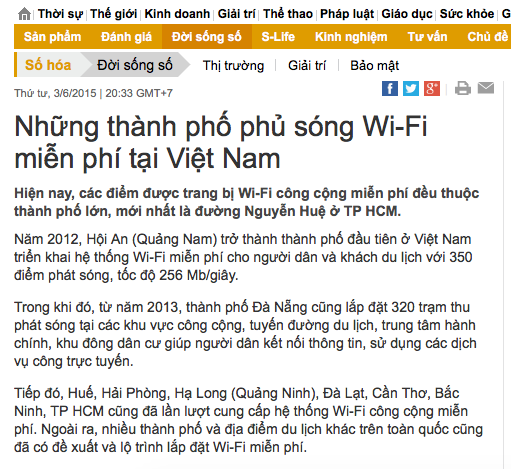 Thời sự Thế giới Kinh doanh Giải trí Thể thao Pháp luật Giáo dục Sức khỏe G
Sản phẩm Đánh giá Đời sống số S-Life Kinh nghiệm Tư vấn Chủ đề
Số hóa Đời sống số Thị trường Giải trí Bảo mật
Thứ tư, 3/6/2015 | 20:33 GMT+7
Những thành phố phủ sóng Wi-Fi
miễn phí tại Việt Nam
Hiện nay, các điểm được trang bị Wi-Fi công cộng miễn phí đều thuộc
thành phố lớn, mới nhất là đường Nguyễn Huệ ở TP HCM.
Năm 2012, Hội An (Quảng Nam) trở thành thành phố đầu tiên ở Việt Nam
triển khai hệ thống Wi-Fi miễn phí cho người dân và khách du lịch với 350
điểm phát sóng, tốc độ 256 Mb/giây.
Trong khi đó, từ năm 2013, thành phố Đà Nẵng cũng lắp đặt 320 trạm thu
phát sóng tại các khu vực công cộng, tuyến đường du lịch, trung tâm hành
chính, khu đông dân cư giúp người dân kết nối thông tin, sử dụng các dịch
vụ công trực tuyến.
Tiếp đó, Huế, Hải Phòng, Hạ Long (Quảng Ninh), Đà Lạt, Cần Thơ, Bắc
Ninh, TP HCM cũng đã lần lượt cung cấp hệ thống Wi-Fi công cộng miễn
phí. Ngoài ra, nhiều thành phố và địa điểm du lịch khác trên toàn quốc cũng
đã có đề xuất và lộ trình lắp đặt Wi-Fi miễn phí.